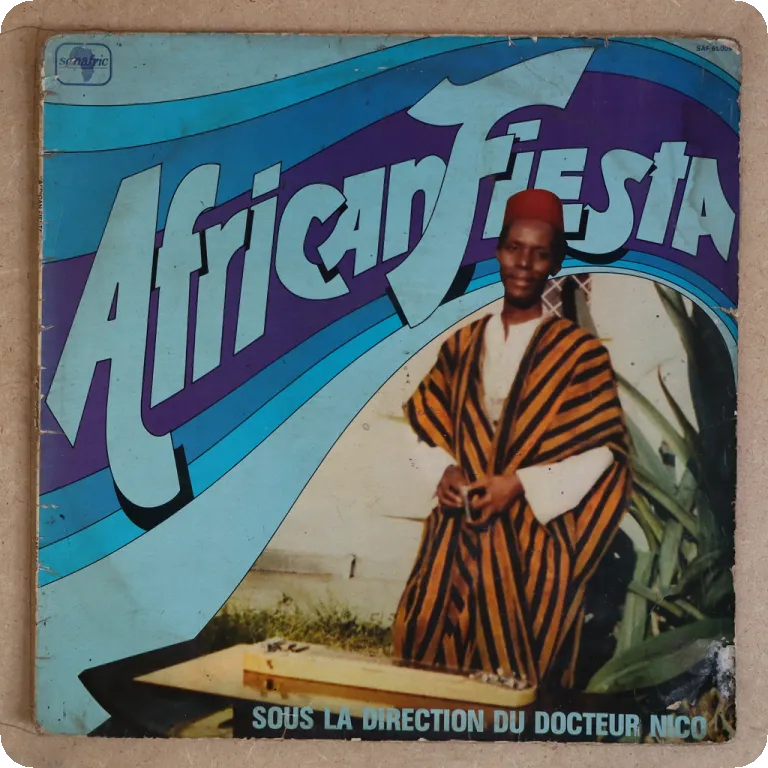 sonafric
African Fiesta
SOUS LA DIRECTION DU DOCTEUR NICO